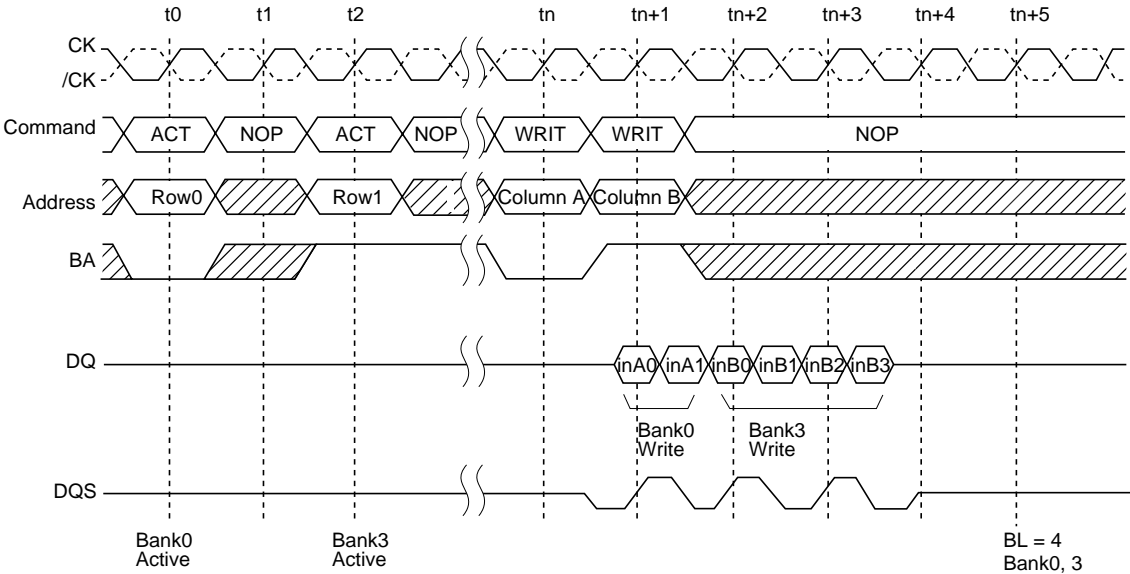 t0 t1 t2 tn tn+1 tn+2 tn+3 tn+4 tn+5
CK
/CK
Command ACT NOP ACT NOP WRIT WRIT NOP
Address Row0 Row1 Column A Column B
BA
DQ inA0 inA1 inB0 inB1 inB2 inB3
Bank0 Bank3
Write Write
DQS
Bank0 Bank3 BL = 4
Active Active Bank0, 3